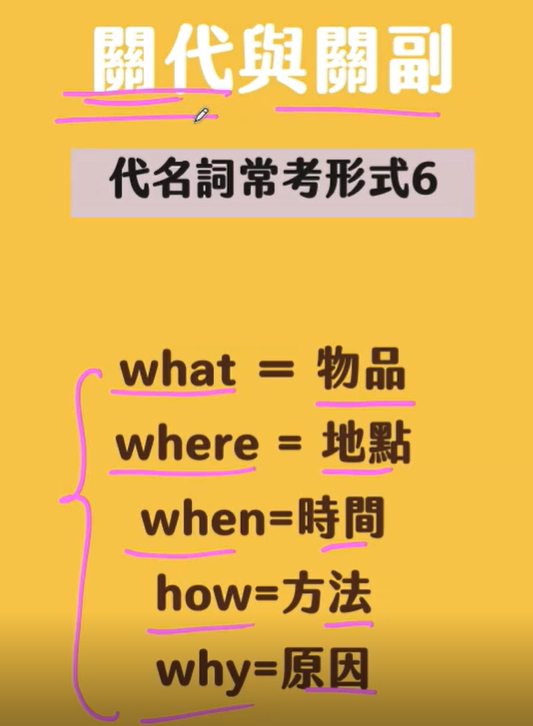 關代與關副
代名詞常考形式6
what = 物品
where = 地點
when=時間
how=方法
why=原因